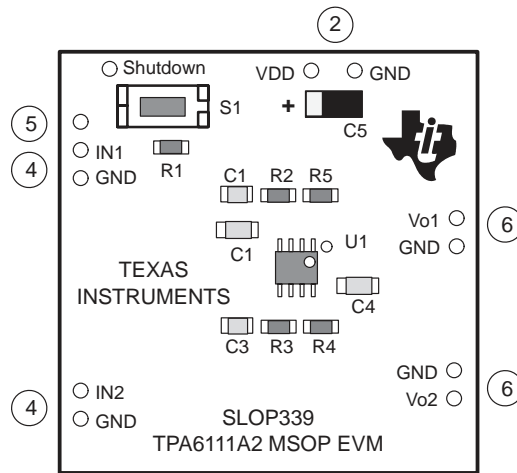 2
Shutdown
VDD
GND
S1
+
C5
5
IN1
4
GND
R1
C1
R2
R5
C1
Vo1
6
GND
U1
TEXAS
INSTRUMENTS
C4
C3
R3
R4
GND
6
Vo2
IN2
4
GND
SLOP339
TPA6111A2 MSOP EVM